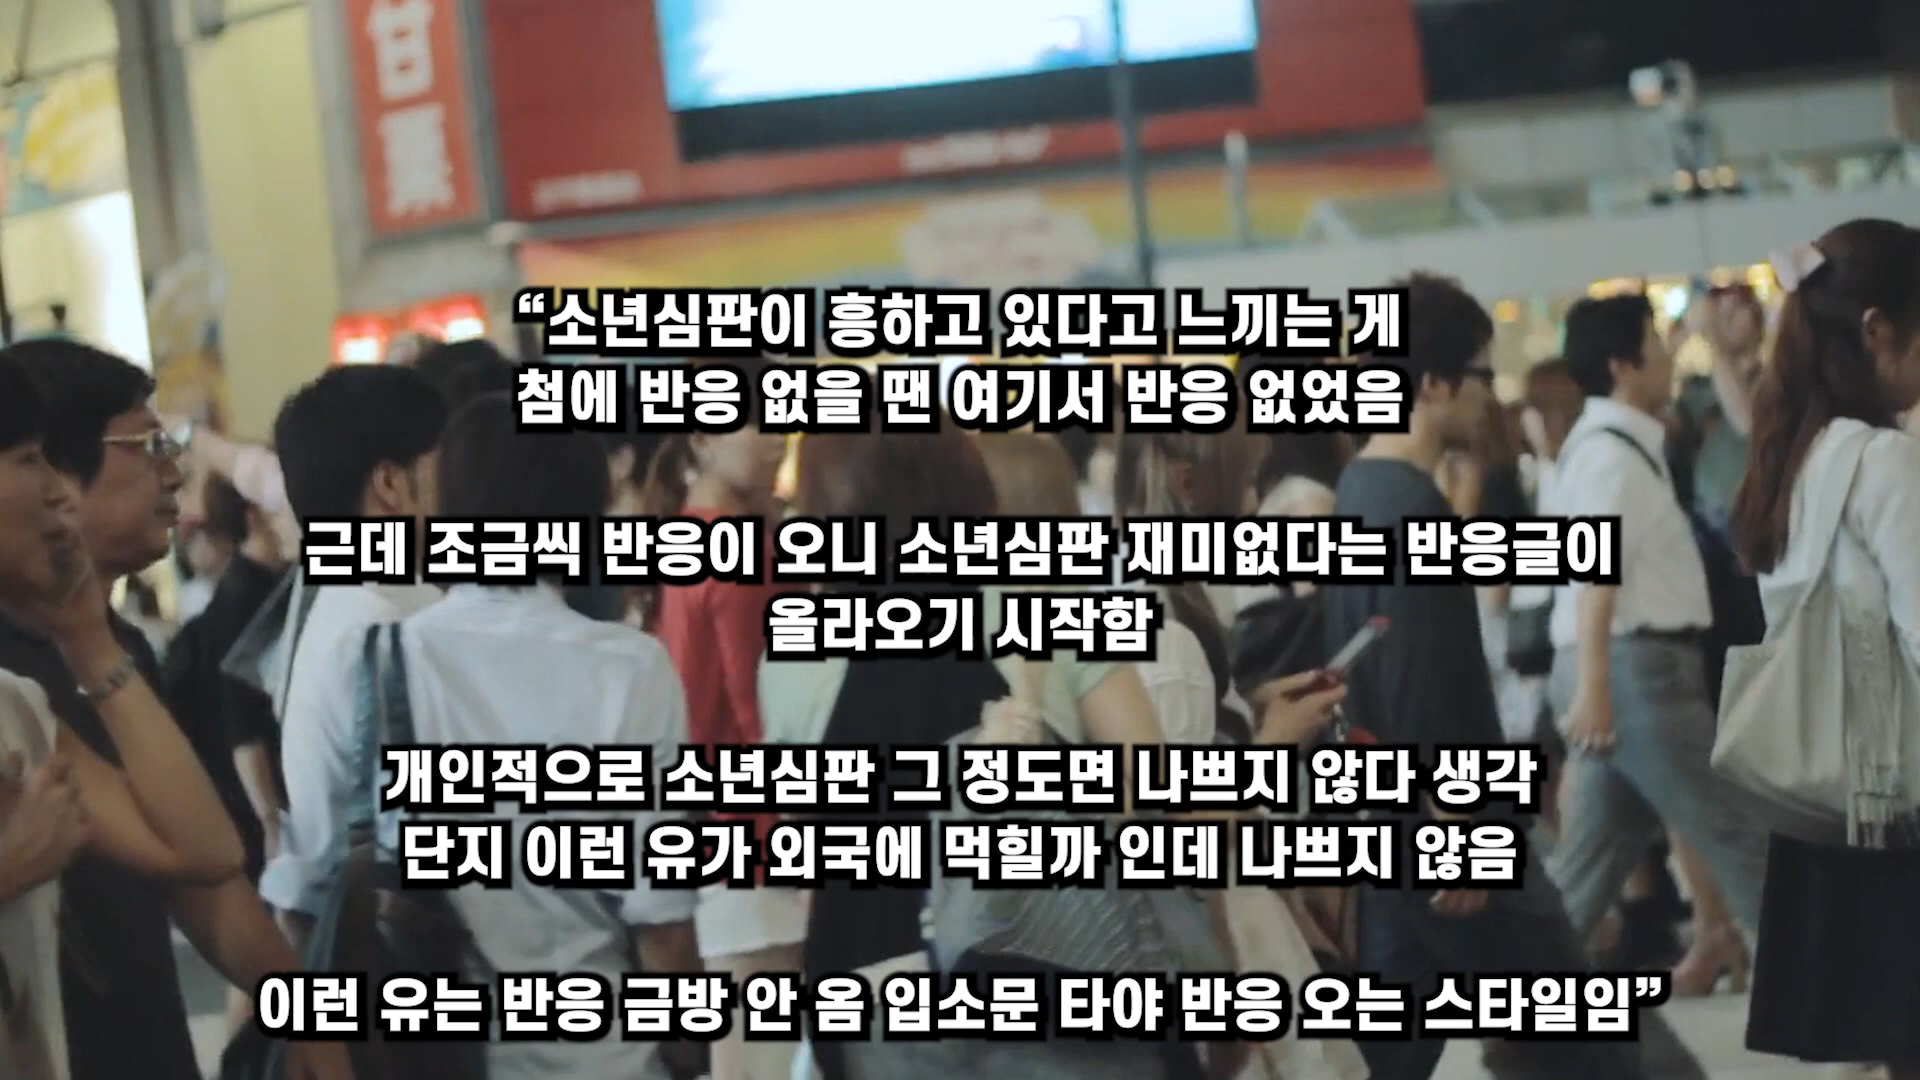 “소년심판이 흥하고 있다고 느끼는 게
첨에 반응 없을 땐 여기서 반응 없었음
근데 조금씩 반응이 오니 소년심판 재미없다는 반응글이
올라오기 시작함
개인적으로 소년심판 그 정도면 나쁘지 않다 생각
단지 이런 유가 외국에 먹힐까 인데 나쁘지 않음
이런 유는 반응 금방 안 옴 입소문 타야 반응 오는 스타일임”